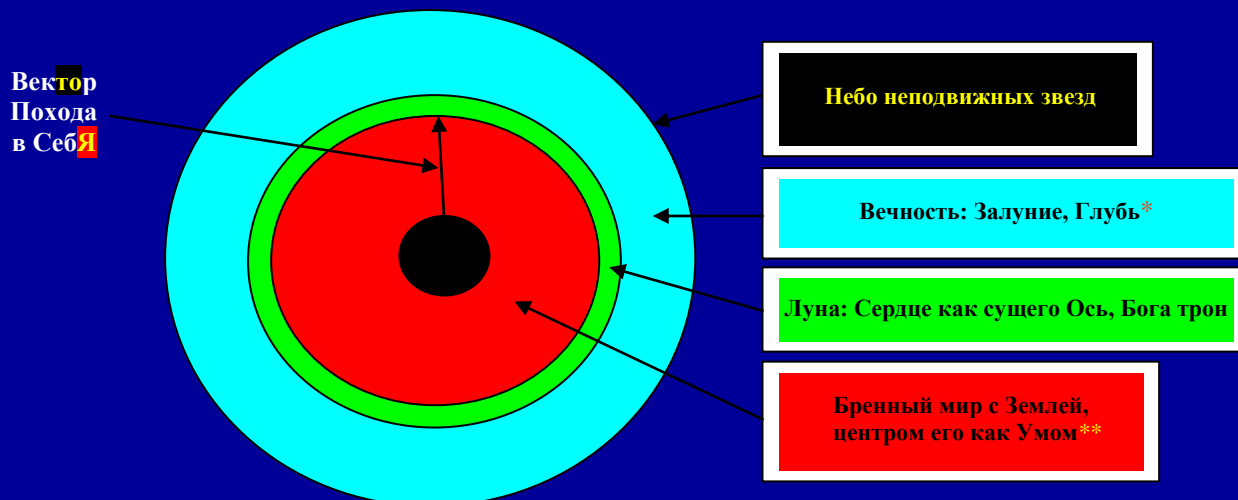 Вектор
Похода
в СебЯ
Небо неподвижных звезд
Вечность: Залуние, Глубь*
Луна: Сердце как сущего Ось, Бога трон
Бренный мир с Землей,
центром его как Умом**